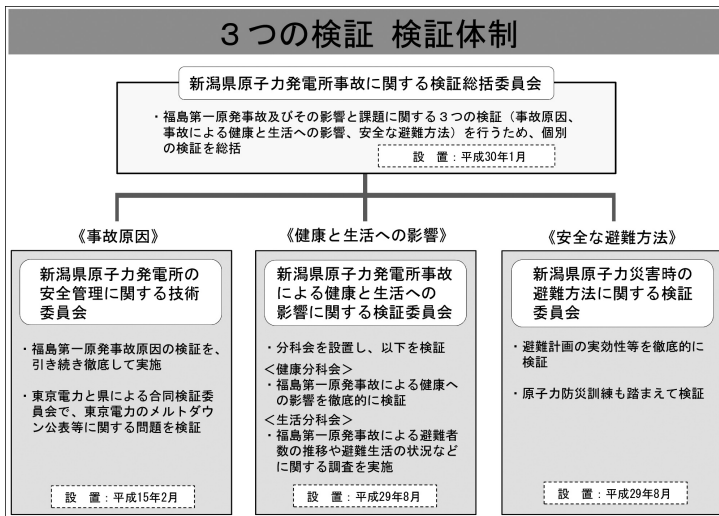 ３つの検証 検証体制
新潟県原子力発電所事故に関する検証総括委員会
・福島第一原発事故及びその影響と課題に関する３つの検証（事故原因、
事故による健康と生活への影響、安全な避難方法）を行うため、個別
の検証を総括
設 置：平成30年1月
《事故原因》
新潟県原子力発電所の
安全管理に関する技術
委員会
・福島第一原発事故原因の検証を、
引き続き徹底して実施
・東京電力と県による合同検証委
員会で、東京電力のメルトダウ
ン公表等に関する問題を検証
設 置：平成15年2月
《健康と生活への影響》
新潟県原子力発電所事故
による健康と生活への
影響に関する検証委員会
・分科会を設置し、以下を検証
＜健康分科会＞
・福島第一原発事故による健康へ
の影響を徹底的に検証
＜生活分科会＞
・福島第一原発事故による避難者
数の推移や避難生活の状況など
に関する調査を実施
設 置：平成29年8月
《安全な避難方法》
新潟県原子力災害時の
避難方法に関する検証
委員会
・避難計画の実効性等を徹底的に
検証
・原子力防災訓練も踏まえて検証
設 置：平成29年8月